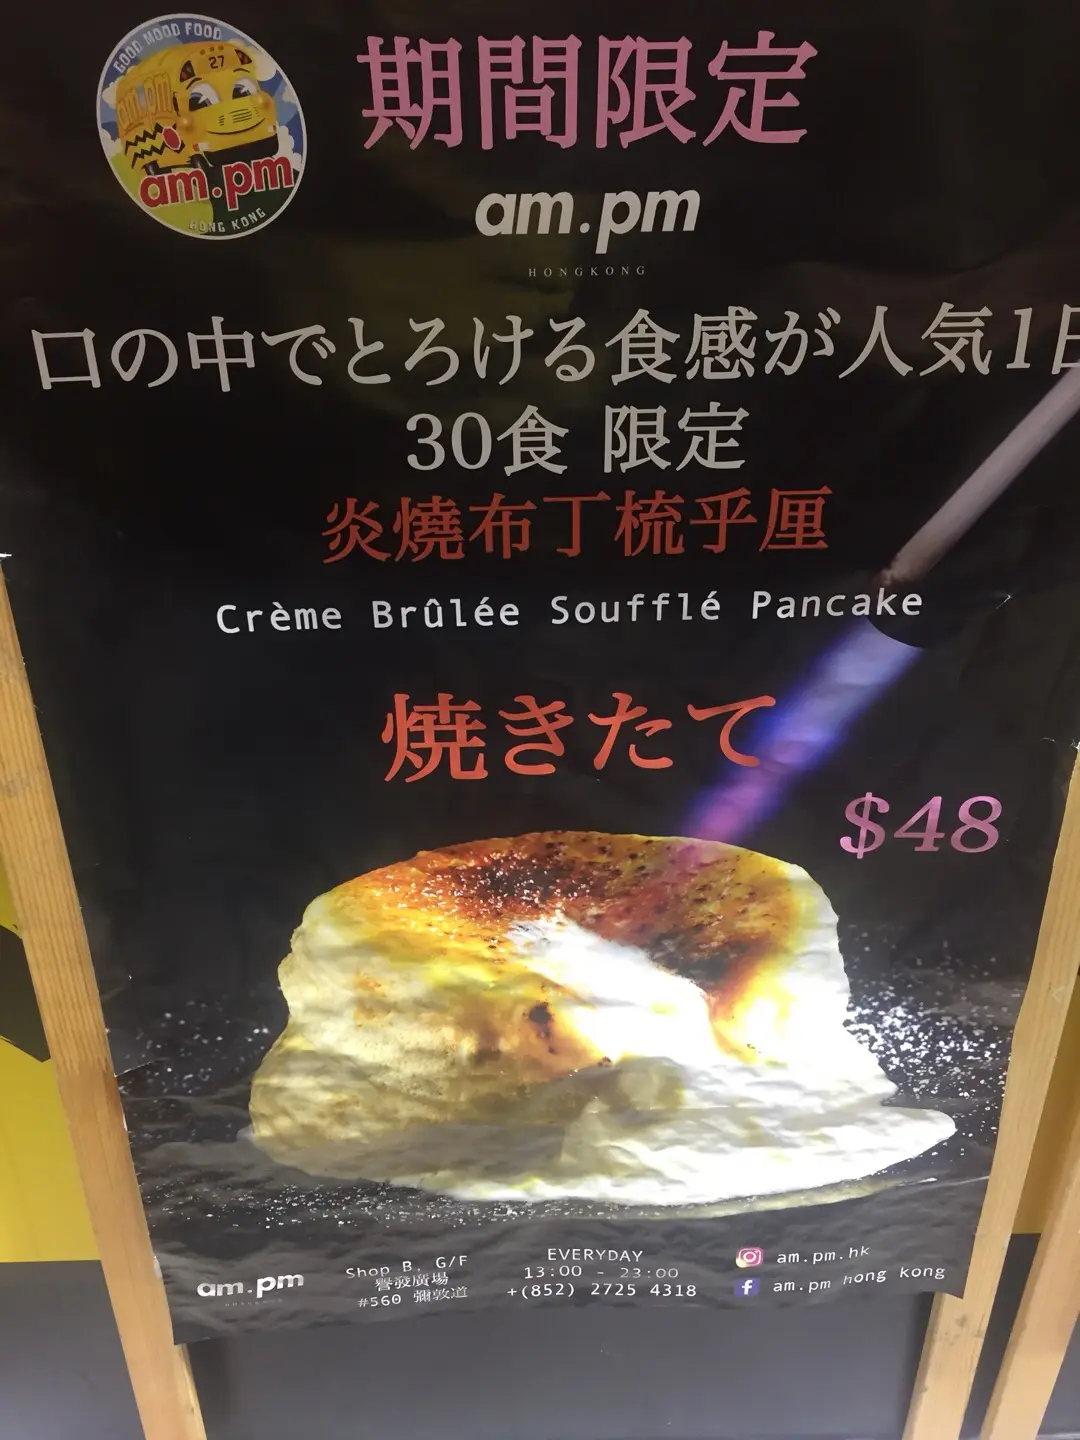 GOOD MOOD FOOD
27
am.pm
am.pm
HONG KONG
期間限定
am.pm
HONGKONG
口の中でとろける食感が人気1日
30食 限定
炎燒布丁梳乎厘
Crème Brûlée Soufflé Pancake
焼きたて
$48
am.pm
Shop B, G/F
譽發廣場
#560 彌敦道
EVERYDAY
13:00 - 23:00
+(852) 2725 4318
am.pm.hk
am.pm hong kong